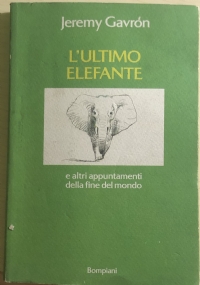 Jeremy Gavrón
L'ULTIMO
ELEFANTE
e altri appuntamenti
della fine del mondo
Bompiani